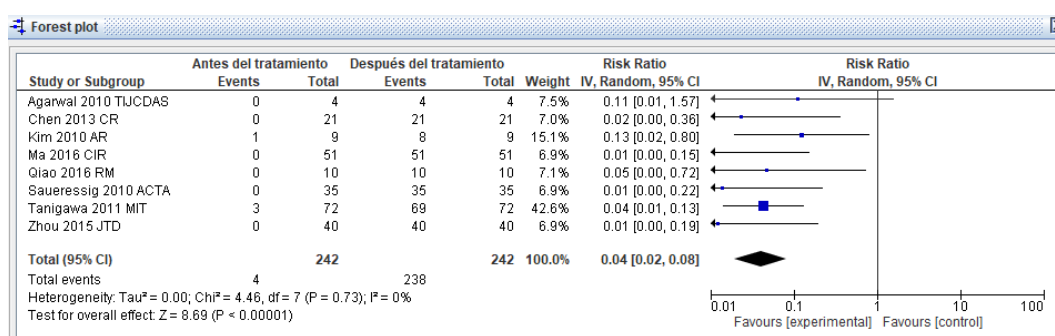 Forest plot
Antes del tratamiento Después del tratamiento Risk Ratio Risk Ratio
Study or Subgroup Events Total Events Total Weight IV, Random, 95% CI IV, Random, 95% CI
Agarwal 2010 TIJCDAS 0 4 4 4 7.5% 0.11 [0.01, 1.57]
Chen 2013 CR 0 21 21 21 7.0% 0.02 [0.00, 0.36]
Kim 2010 AR 1 9 8 9 15.1% 0.13 [0.02, 0.80]
Ma 2016 CIR 0 51 51 51 6.9% 0.01 [0.00, 0.15]
Qiao 2016 RM 0 10 10 10 7.1% 0.05 [0.00, 0.72]
Saueressig 2010 ACTA 0 35 35 35 6.9% 0.01 [0.00, 0.22]
Tanigawa 2011 MIT 3 72 69 72 42.6% 0.04 [0.01, 0.13]
Zhou 2015 JTD 0 40 40 40 6.9% 0.01 [0.00, 0.19]
Total (95% CI) 242 242 100.0% 0.04 [0.02, 0.08]
Total events 4 238
Heterogeneity: Tau² = 0.00; Chi² = 4.46, df = 7 (P = 0.73); I² = 0%
Test for overall effect: Z = 8.69 (P < 0.00001)
0.01 0.1 1 10 100
Favours [experimental] Favours [control]